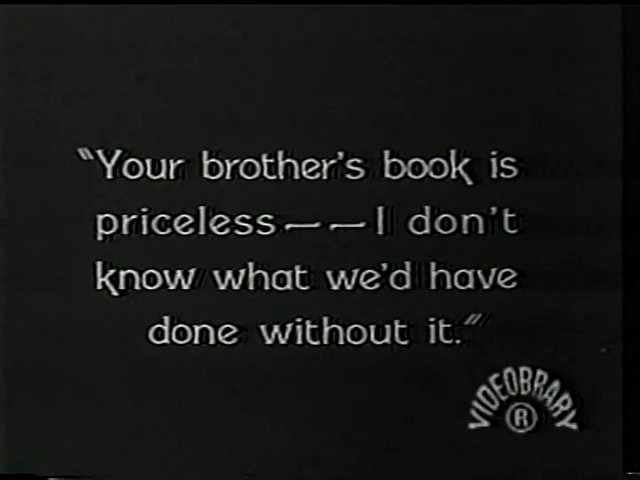 "Your brother's book is
priceless——I don't
know what we'd have
done without it."
VIDEOBRARY
®